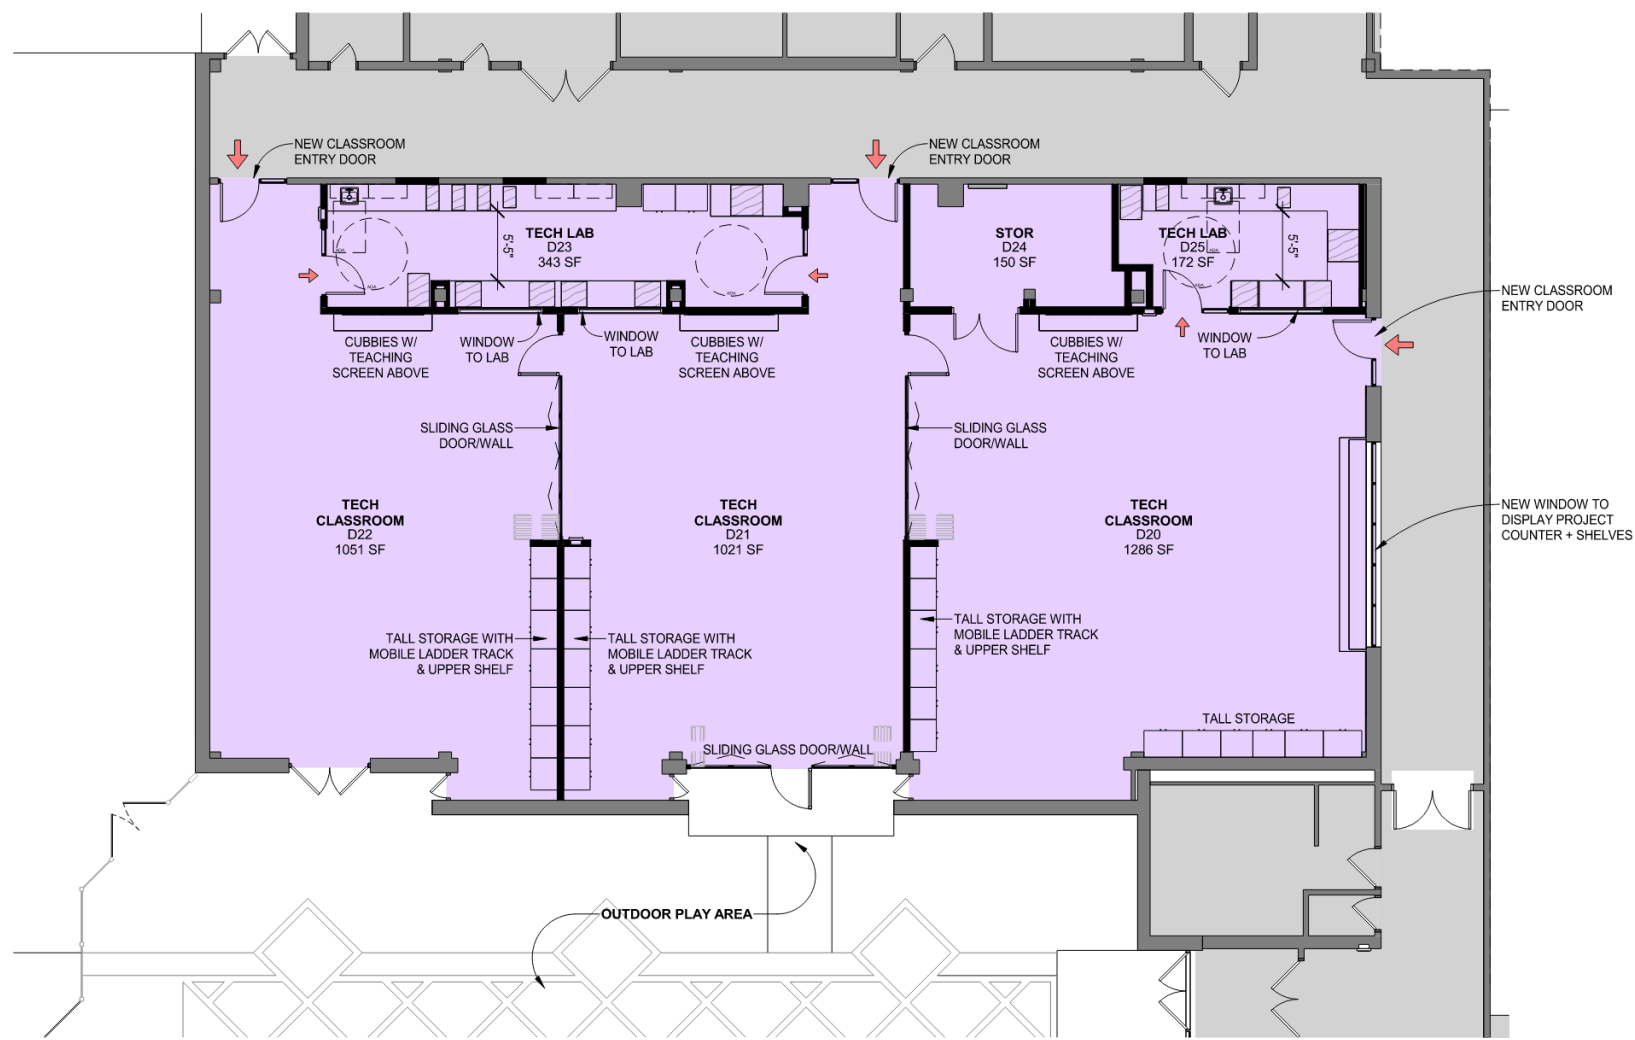 NEW CLASSROOM
ENTRY DOOR
NEW CLASSROOM
ENTRY DOOR
TECH LAB
D23
343 SF
5'-5"
ADA
ADA
ADA
STOR
D24
150 SF
TECH LAB
D25
172 SF
5'-5"
ADA
NEW CLASSROOM
ENTRY DOOR
CUBBIES W/
TEACHING
SCREEN ABOVE
WINDOW
TO LAB
WINDOW
TO LAB
CUBBIES W/
TEACHING
SCREEN ABOVE
CUBBIES W/
TEACHING
SCREEN ABOVE
WINDOW
TO LAB
SLIDING GLASS
DOOR/WALL
SLIDING GLASS
DOOR/WALL
TECH
CLASSROOM
D22
1051 SF
TECH
CLASSROOM
D21
1021 SF
TECH
CLASSROOM
D20
1286 SF
NEW WINDOW TO
DISPLAY PROJECT
COUNTER + SHELVES
TALL STORAGE WITH
MOBILE LADDER TRACK
& UPPER SHELF
TALL STORAGE WITH
MOBILE LADDER TRACK
& UPPER SHELF
TALL STORAGE WITH
MOBILE LADDER TRACK
& UPPER SHELF
TALL STORAGE
SLIDING GLASS DOOR/WALL
OUTDOOR PLAY AREA